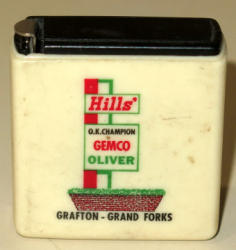 Hills'
O.K. CHAMPION
GEMCO
OLIVER
GRAFTON - GRAND FORKS